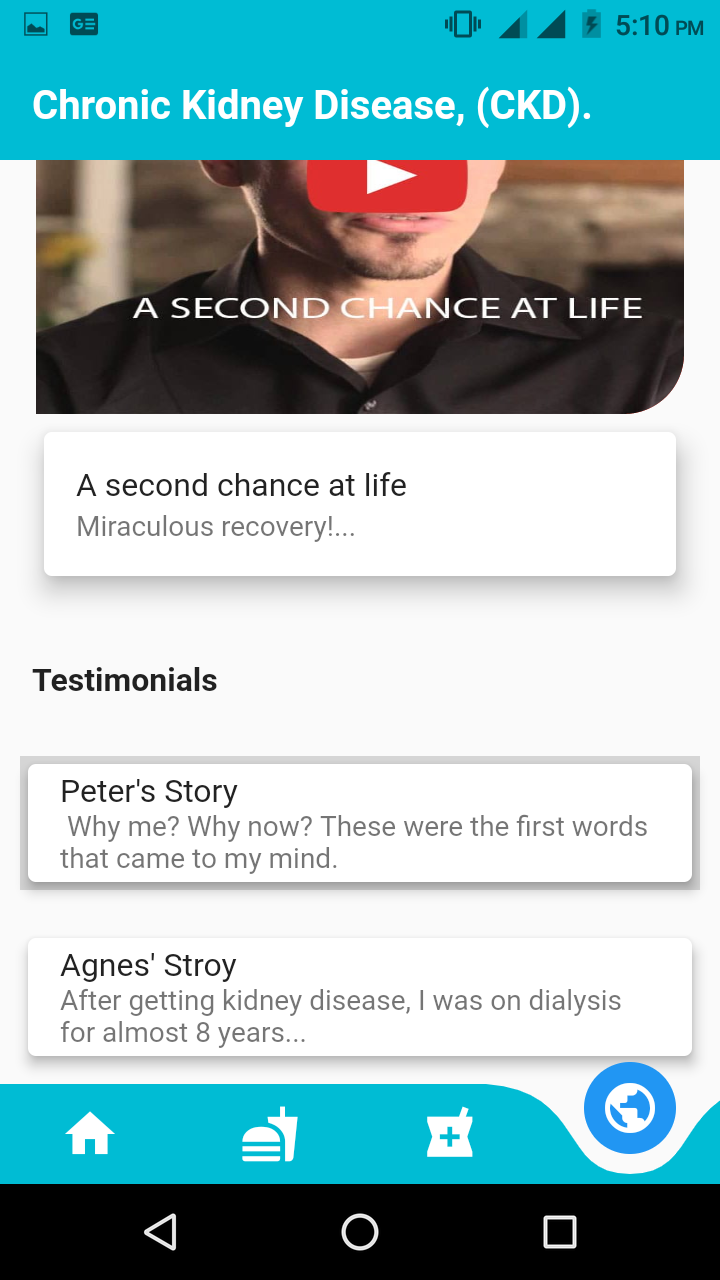 5:10 PM
Chronic Kidney Disease, (CKD).
A SECOND CHANCE AT LIFE
A second chance at life
Miraculous recovery!...
Testimonials
Peter's Story
Why me? Why now? These were the first words
that came to my mind.
Agnes' Stroy
After getting kidney disease, I was on dialysis
for almost 8 years...